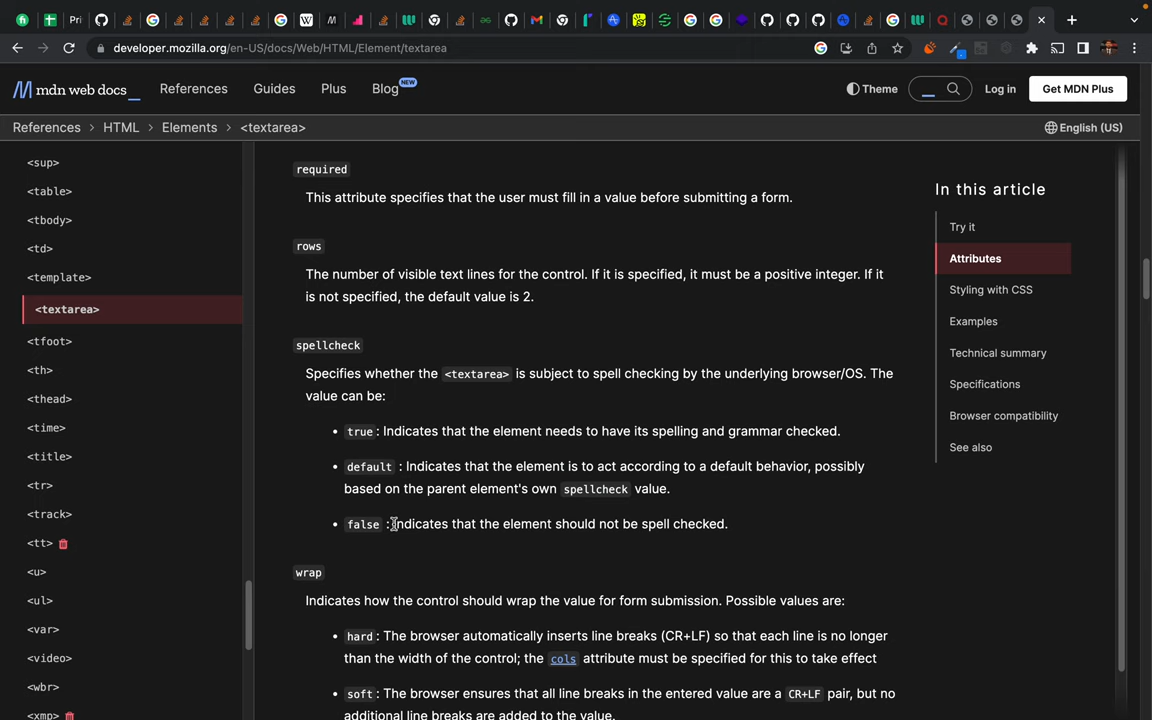 Pri
developer.mozilla.org/en-US/docs/Web/HTML/Element/textarea
mdn web docs_
References
Guides
Plus
Blog NEW
Theme
Log in
Get MDN Plus
References > HTML > Elements > <textarea>
English (US)
<sup>
<table>
<tbody>
<td>
<template>
<textarea>
<tfoot>
<th>
<thead>
<time>
<title>
<tr>
<track>
<tt>
<u>
<ul>
<var>
<video>
<wbr>
<xmp>
required
This attribute specifies that the user must fill in a value before submitting a form.
rows
The number of visible text lines for the control. If it is specified, it must be a positive integer. If it
is not specified, the default value is 2.
spellcheck
Specifies whether the <textarea> is subject to spell checking by the underlying browser/OS. The
value can be:
• true: Indicates that the element needs to have its spelling and grammar checked.
• default : Indicates that the element is to act according to a default behavior, possibly
based on the parent element's own spellcheck value.
• false : Indicates that the element should not be spell checked.
wrap
Indicates how the control should wrap the value for form submission. Possible values are:
• hard: The browser automatically inserts line breaks (CR+LF) so that each line is no longer
than the width of the control; the cols attribute must be specified for this to take effect
• soft: The browser ensures that all line breaks in the entered value are a CR+LF pair, but no
additional line breaks are added to the value.
In this article
Try it
Attributes
Styling with CSS
Examples
Technical summary
Specifications
Browser compatibility
See also